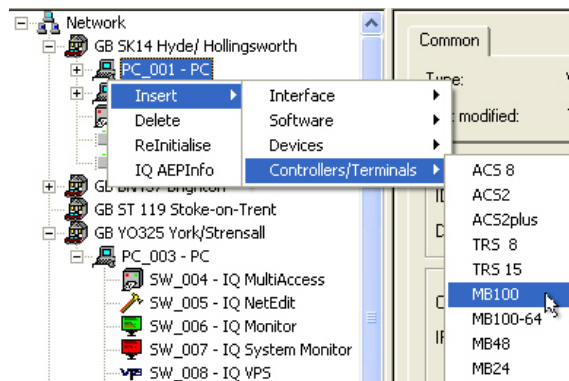 Network
GB SK14 Hyde/ Hollingsworth
Common
PC_001 - PC
Type:
Insert
Interface
Delete
Software
modified:
ReInitialise
Devices
IQ AEPInfo
Controllers/Terminals
ACS 8
ACS2
GB ST 119 Stoke-on-Trent
ACS2plus
GB YO325 York/Strensall
TRS 8
PC_003 - PC
TRS 15
SW_004 - IQ MultiAccess
MB100
SW_005 - IQ NetEdit
MB100-64
SW_006 - IQ Monitor
MB48
SW_007 - IQ System Monitor
MB24
SW_008 - IQ VPS